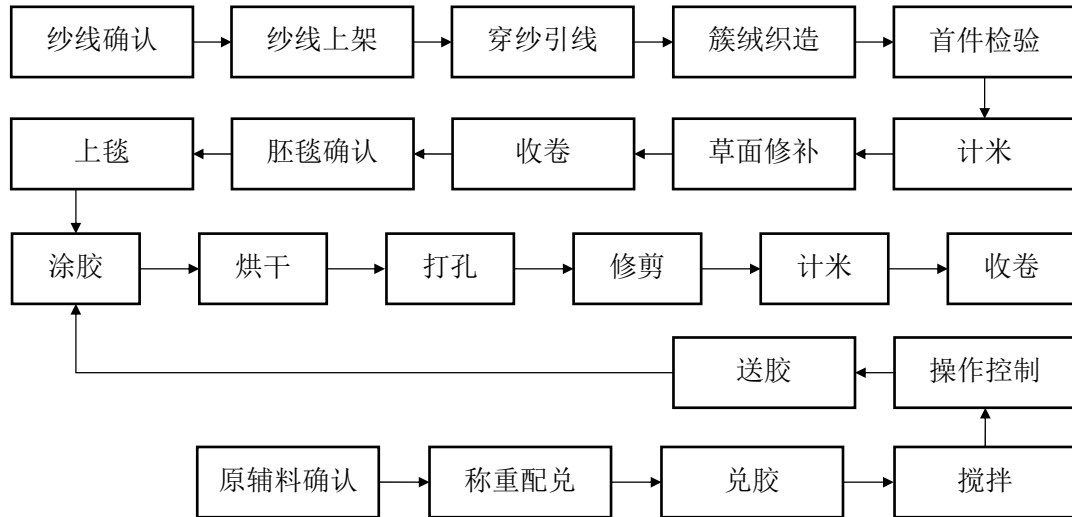 纱线确认
纱线上架
穿纱引线
簇绒织造
首件检验
计米
草面修补
收卷
胚毯确认
上毯
涂胶
烘干
打孔
修剪
计米
收卷
原辅料确认
称重配兑
兑胶
搅拌
操作控制
送胶